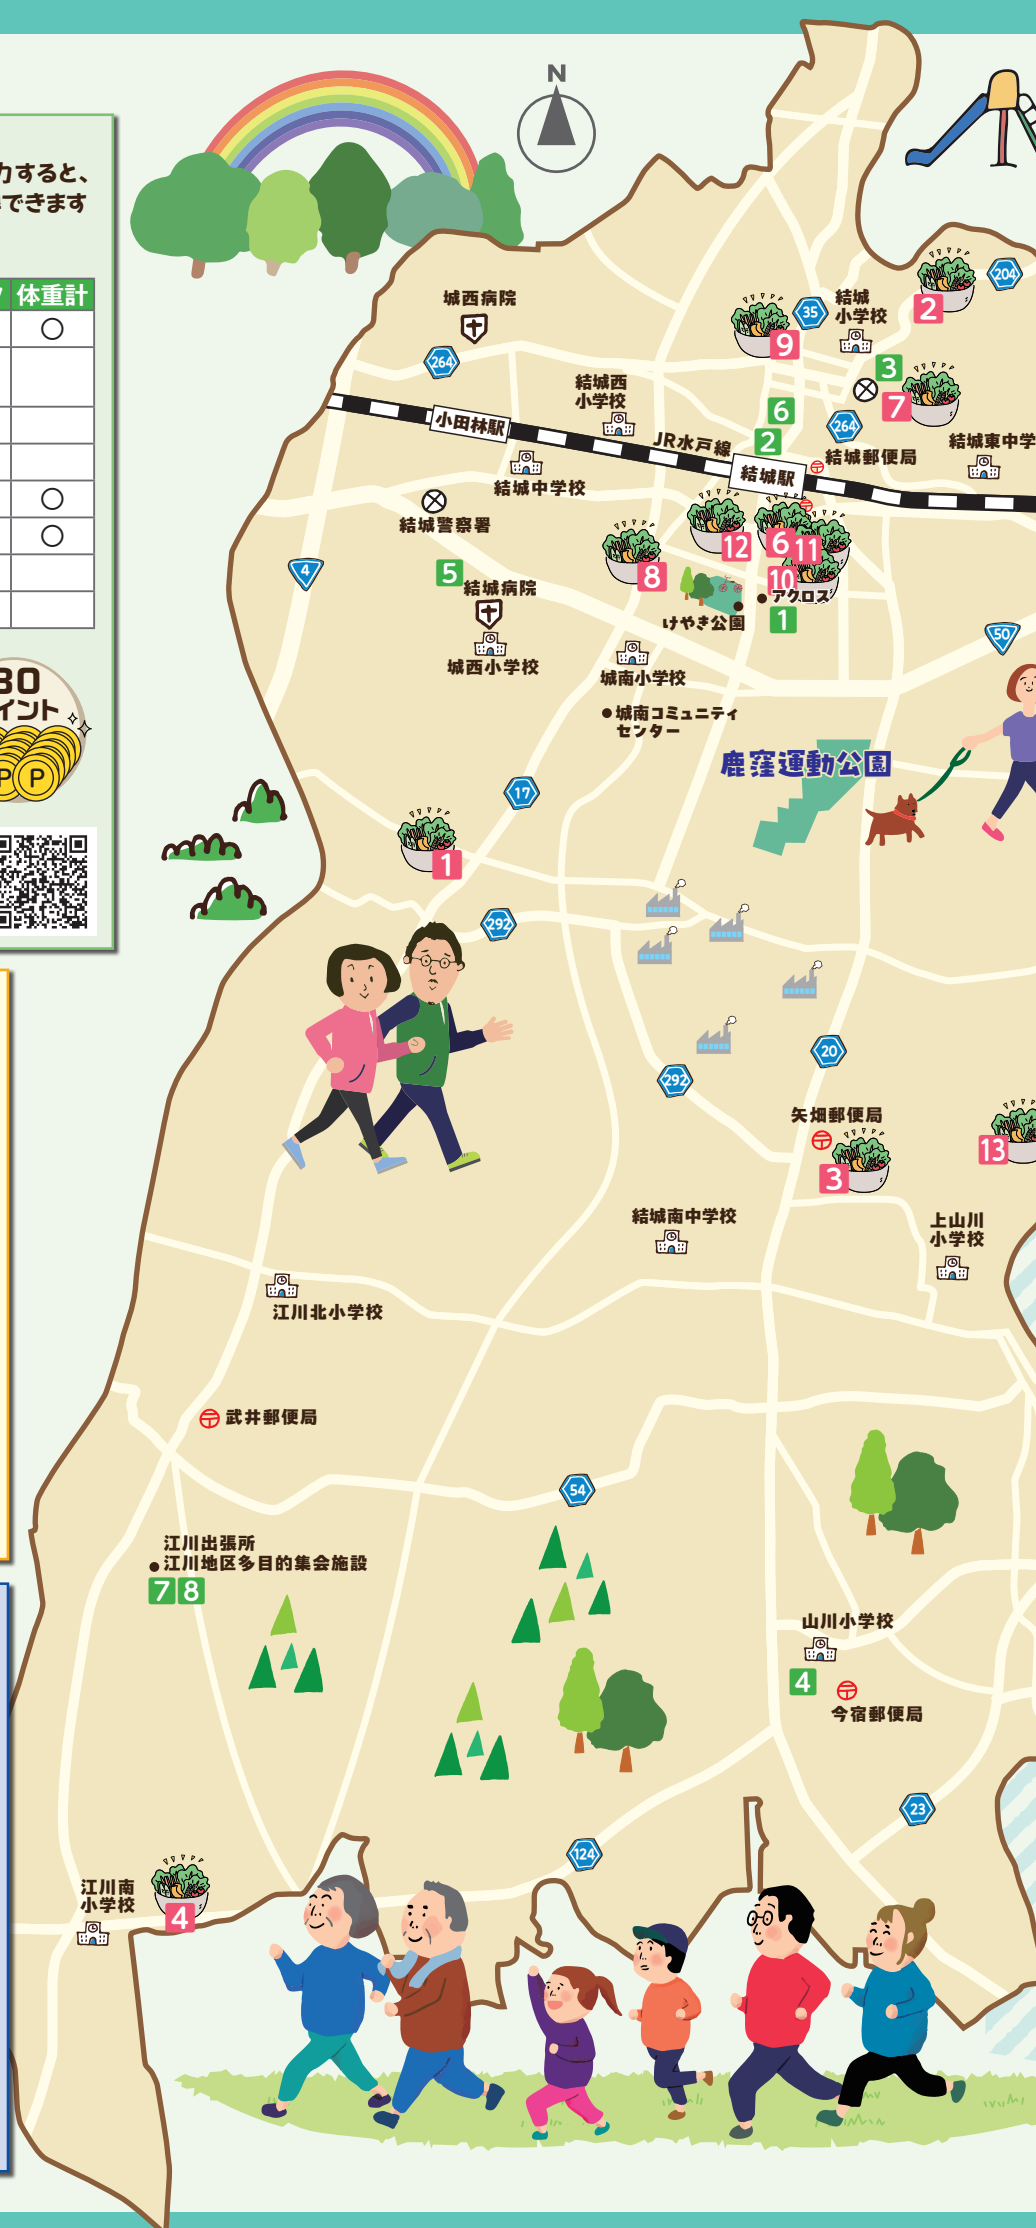 N
力すると、
できます
体重計
○
○
○
30
イント
P
P
204
2
35
結城
小学校
城西病院
264
9
3
結城西
小学校
7
6
264
小田林駅
JR水戸線
2
結城郵便局
結城東中学
結城中学校
結城駅
結城警察署
12
6
11
8
10
4
5
結城病院
アクロス
けやき公園
1
50
城西小学校
城南小学校
城南コミュニティ
センター
鹿窪運動公園
17
1
292
20
292
矢畑郵便局
13
3
結城南中学校
上山川
小学校
江川北小学校
武井郵便局
54
江川出張所
江川地区多目的集会施設
7 8
山川小学校
4
今宿郵便局
23
124
江川南
小学校
4